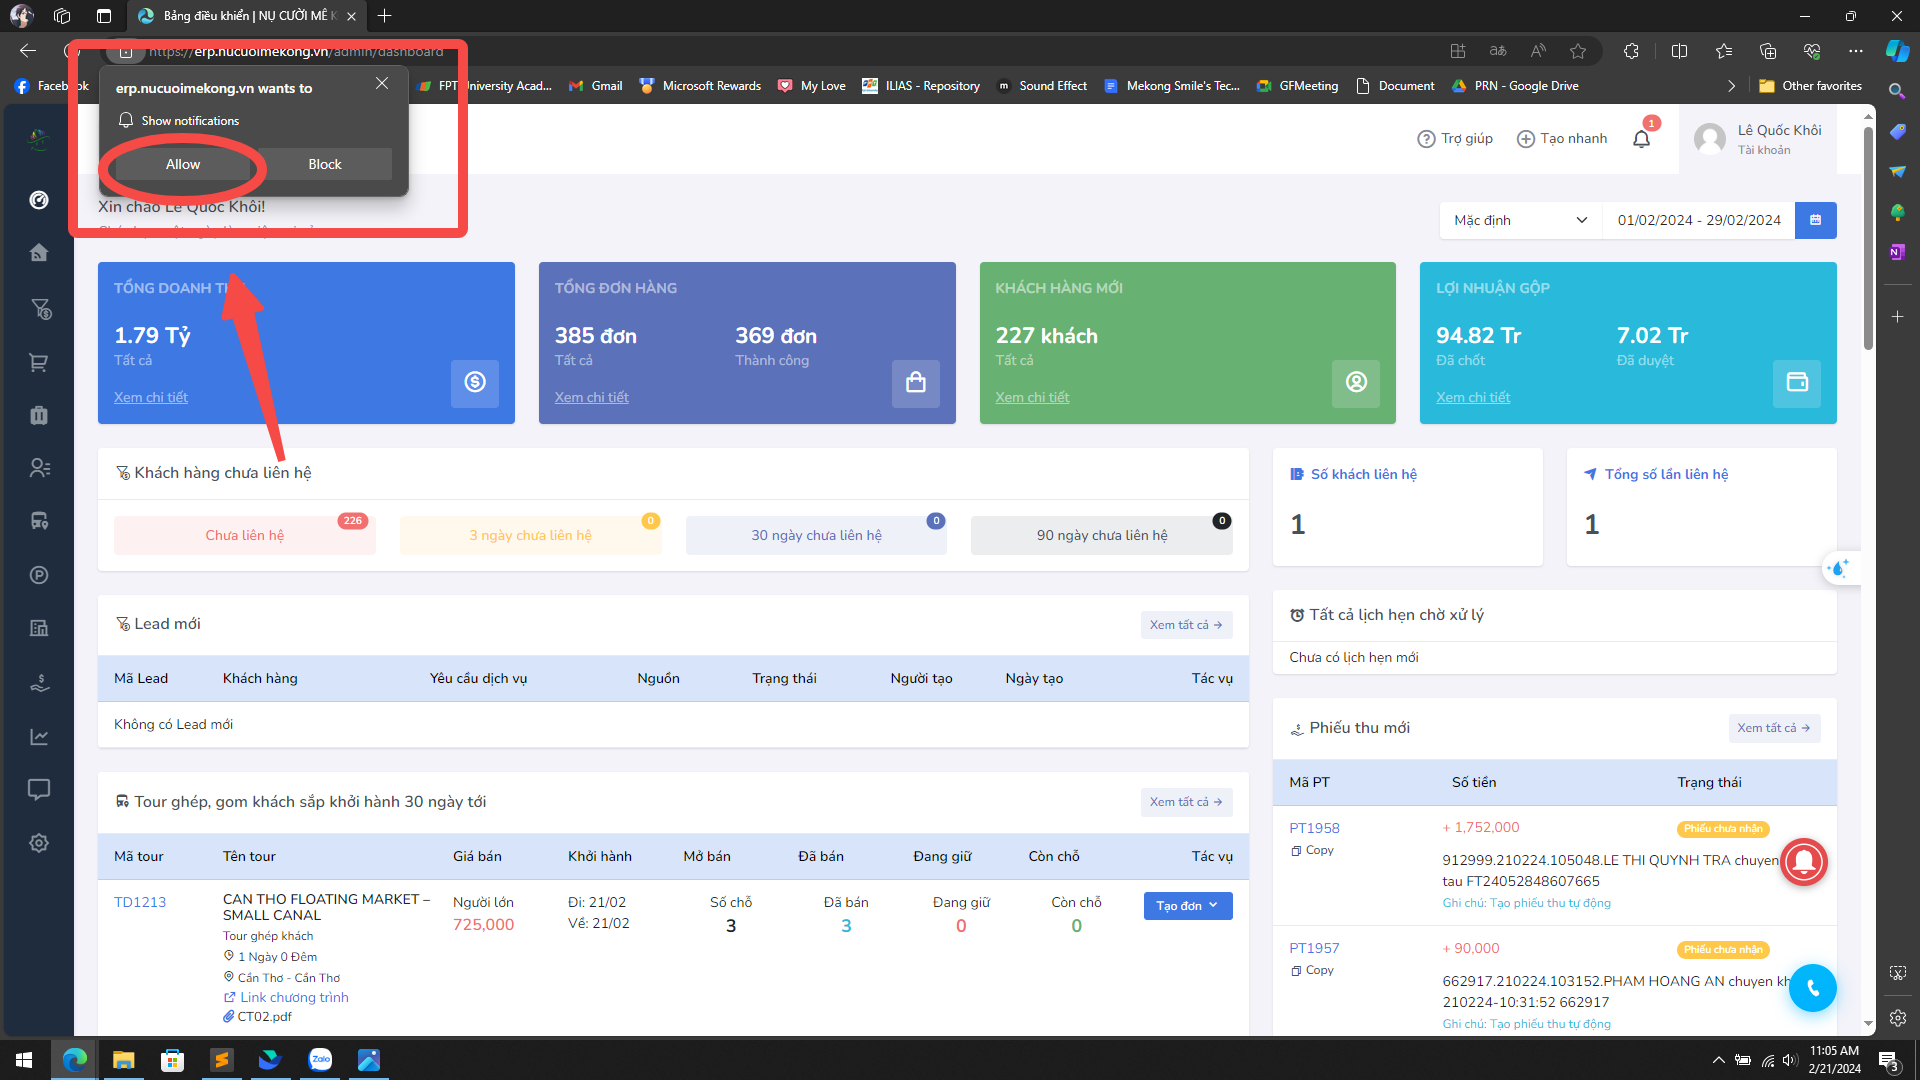 Bảng điều khiển | NỤ CƯỜI MÊ K
https://erp.nucuoimekong.vn/admin/dashboard
Facebook
FPT University Acad...
Gmail
Microsoft Rewards
My Love
ILIAS - Repository
Sound Effect
Mekong Smile's Tec...
GFMeeting
Document
PRN - Google Drive
Other favorites
erp.nucuoimekong.vn wants to
Show notifications
Allow
Block
Trợ giúp
Tạo nhanh
1
Lê Quốc Khôi
Tài khoản
Xin chào Lê Quốc Khôi!
Mặc định
01/02/2024 - 29/02/2024
TỔNG DOANH
1.79 Tỷ
Tất cả
Xem chi tiết
TỔNG ĐƠN HÀNG
385 đơn
369 đơn
Tất cả
Thành công
Xem chi tiết
KHÁCH HÀNG MỚI
227 khách
Tất cả
Xem chi tiết
LỢI NHUẬN GỘP
94.82 Tr
7.02 Tr
Đã chốt
Đã duyệt
Xem chi tiết
Khách hàng chưa liên hệ
Chưa liên hệ
226
3 ngày chưa liên hệ
0
30 ngày chưa liên hệ
0
90 ngày chưa liên hệ
0
Số khách liên hệ
1
Tổng số lần liên hệ
1
Lead mới
Xem tất cả →
Mã Lead
Khách hàng
Yêu cầu dịch vụ
Nguồn
Trạng thái
Người tạo
Ngày tạo
Tác vụ
Không có Lead mới
Tất cả lịch hẹn chờ xử lý
Chưa có lịch hẹn mới
Tour ghép, gom khách sắp khởi hành 30 ngày tới
Xem tất cả →
Mã tour
Tên tour
Giá bán
Khởi hành
Mở bán
Đã bán
Đang giữ
Còn chỗ
Tác vụ
TD1213
CAN THO FLOATING MARKET –
SMALL CANAL
Tour ghép khách
1 Ngày 0 Đêm
Cần Thơ - Cần Thơ
Link chương trình
CT02.pdf
Người lớn
725,000
Đi: 21/02
Về: 21/02
Số chỗ
3
Đã bán
3
Đang giữ
0
Còn chỗ
0
Tạo đơn
Phiếu thu mới
Xem tất cả →
Mã PT
Số tiền
Trạng thái
PT1958
Copy
+ 1,752,000
Phiếu chưa nhận
912999.210224.105048.LE THI QUYNH TRA chuyen
tau FT24052848607665
Ghi chú: Tạo phiếu thu tự động
PT1957
Copy
+ 90,000
Phiếu chưa nhận
662917.210224.103152.PHAM HOANG AN chuyen kh
210224-10:31:52 662917
Ghi chú: Tạo phiếu thu tự động
Zalo
11:05 AM
2/21/2024
3